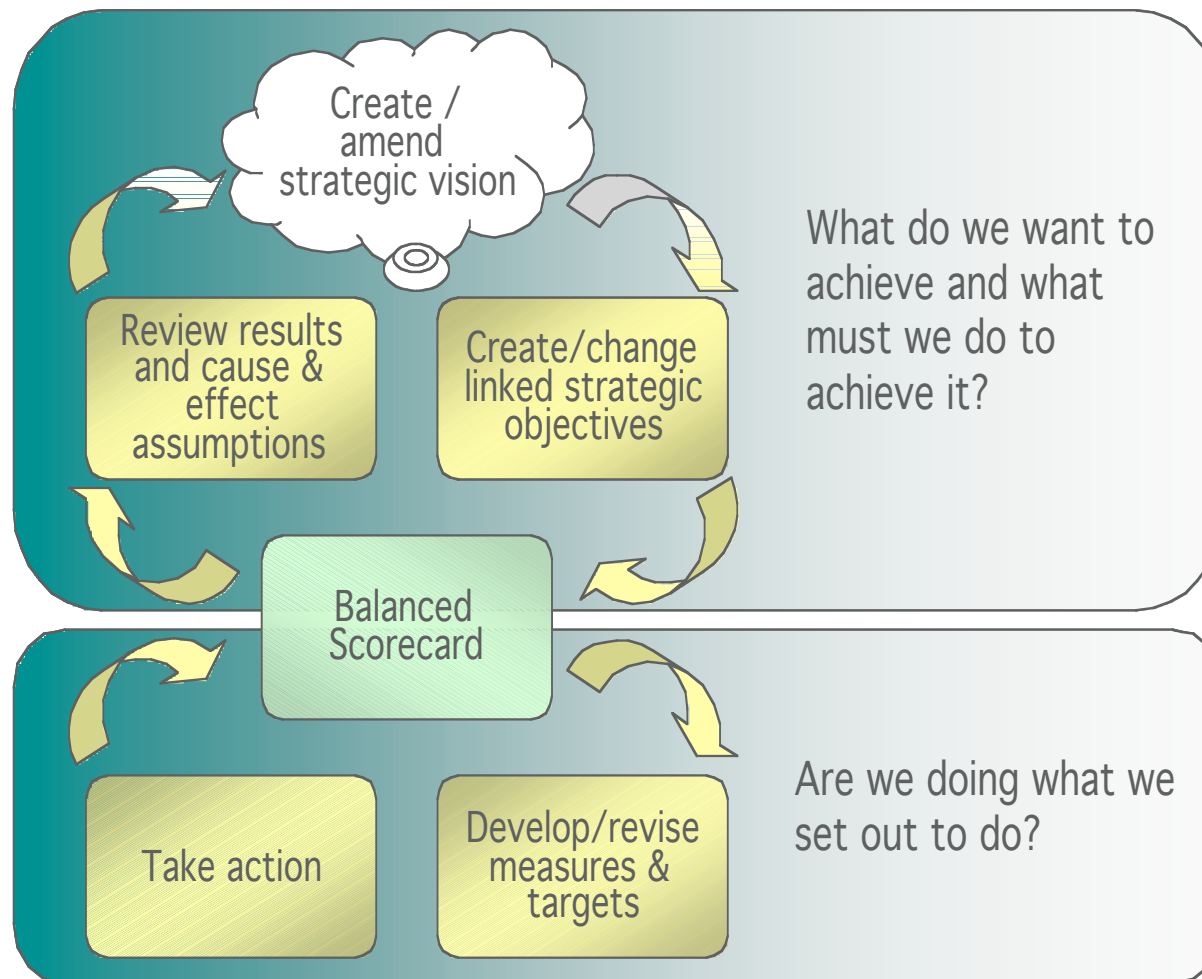 Create /
amend
strategic vision
Review results
and cause &
effect
assumptions
Create/change
linked strategic
objectives
What do we want to
achieve and what
must we do to
achieve it?
Balanced
Scorecard
Take action
Develop/revise
measures &
targets
Are we doing what we
set out to do?